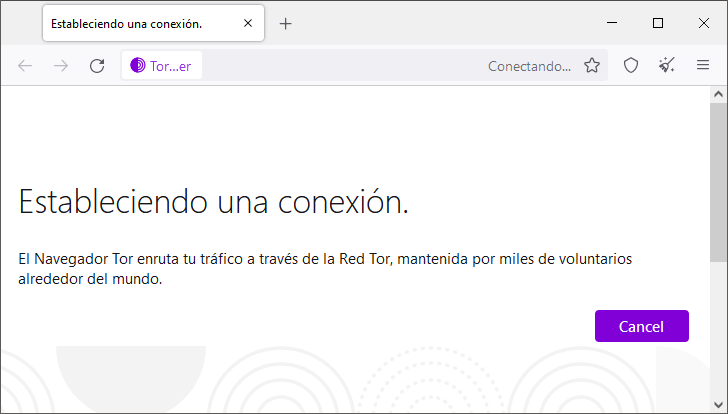 Estableciendo una conexión.
Tor...er
Conectando...
Estableciendo una conexión.
El Navegador Tor enruta tu tráfico a través de la Red Tor, mantenida por miles de voluntarios
alrededor del mundo.
Cancel